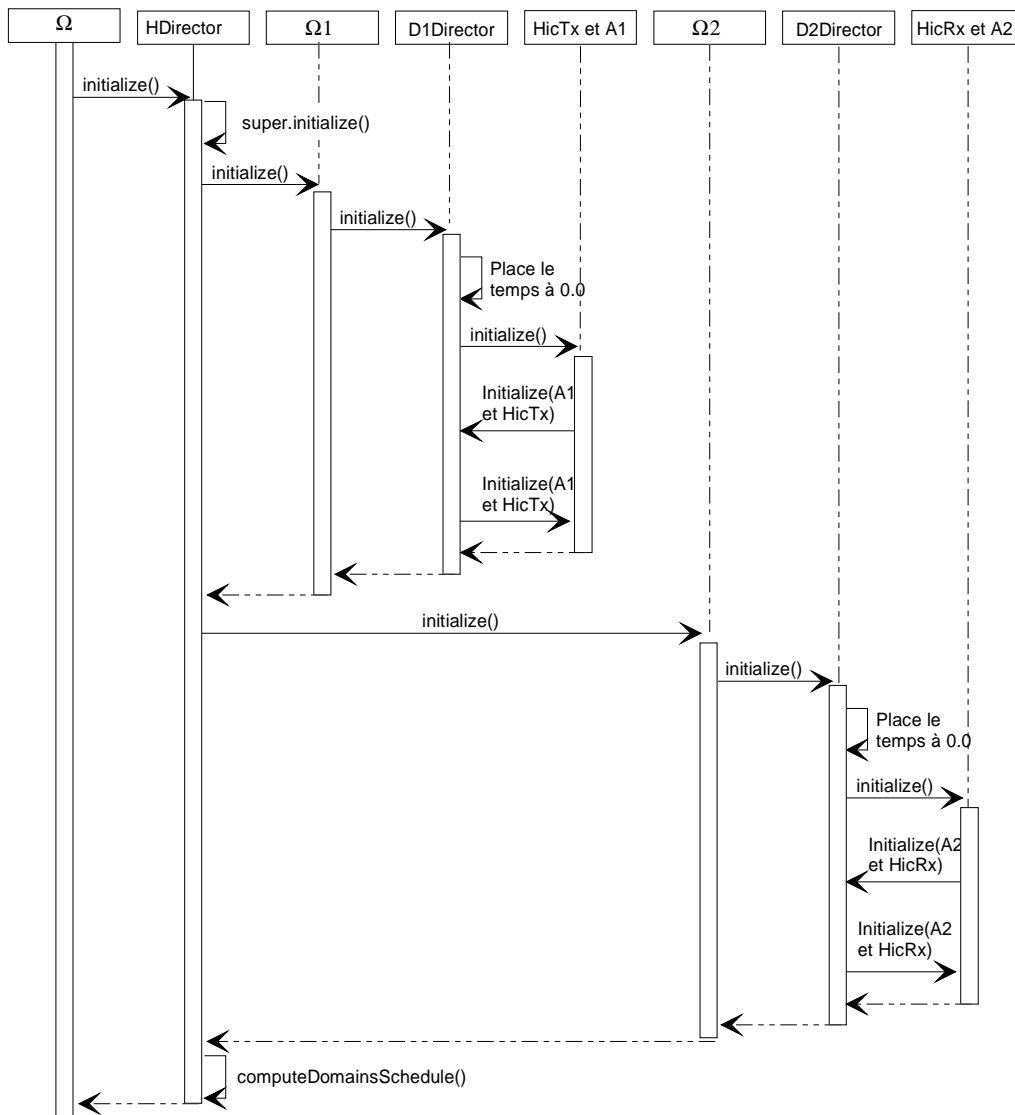 Ω
HDirector
Ω1
D1Director
HicTx et A1
Ω2
D2Director
HicRx et A2
initialize()
super.initialize()
initialize()
initialize()
Place le
temps à 0.0
initialize()
Initialize(A1
et HicTx)
Initialize(A1
et HicTx)
initialize()
initialize()
Place le
temps à 0.0
initialize()
Initialize(A2
et HicRx)
Initialize(A2
et HicRx)
computeDomainsSchedule()